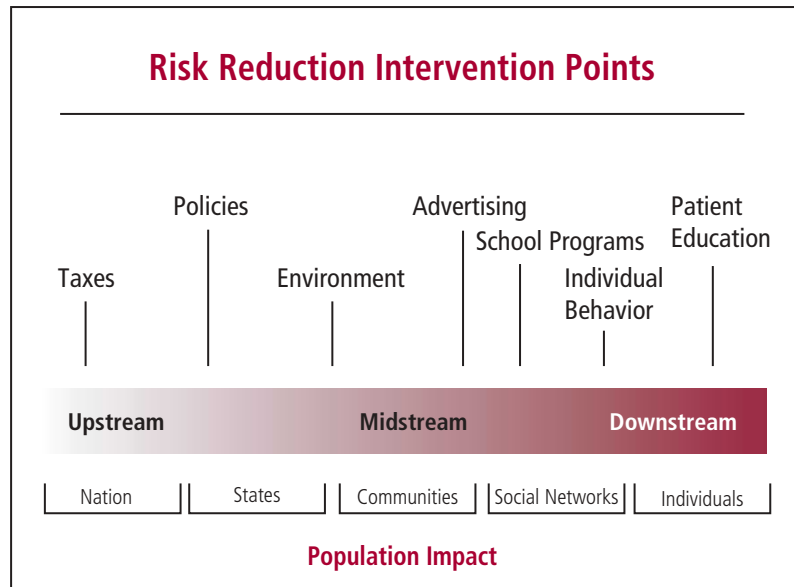 Risk Reduction Intervention Points
Policies
Advertising
Patient
Education
School Programs
Taxes
Environment
Individual
Behavior
Upstream
Midstream
Downstream
Nation
States
Communities
Social Networks
Individuals
Population Impact